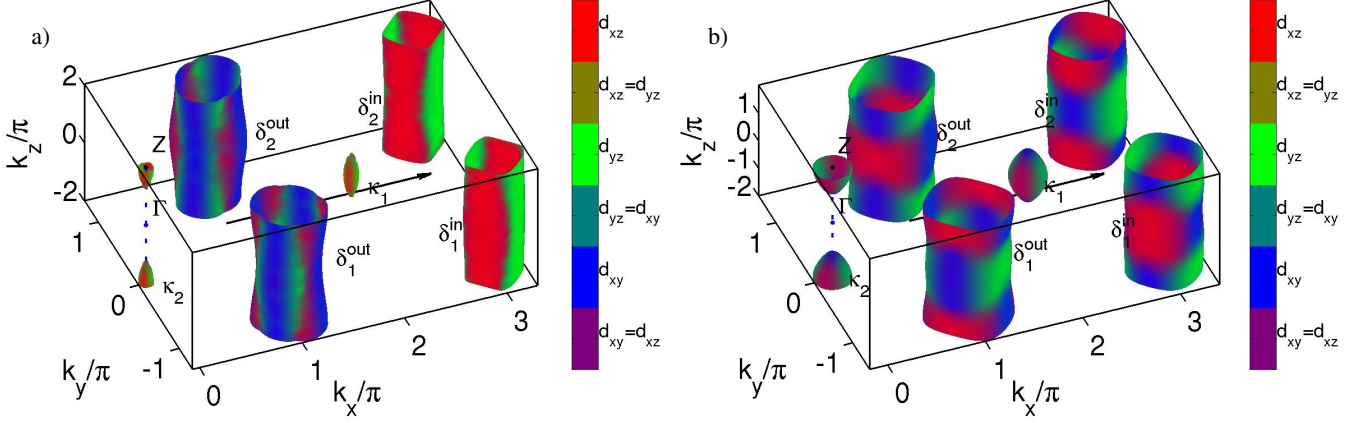 a)
2
0
-2
k_z/π
Z
Γ
κ_2
δ_2^out
δ_1^out
κ_1
δ_2^in
δ_1^in
1
0
-1
k_y/π
0
1
2
3
k_x/π
d_xz
d_xz=d_yz
d_yz
d_yz=d_xy
d_xy
d_xy=d_xz
b)
1
0
-1
-2
k_z/π
Z
Γ
κ_2
δ_2^out
δ_1^out
κ_1
δ_2^in
δ_1^in
1
0
-1
k_y/π
0
1
2
3
k_x/π
d_xz
d_xz=d_yz
d_yz
d_yz=d_xy
d_xy
d_xy=d_xz